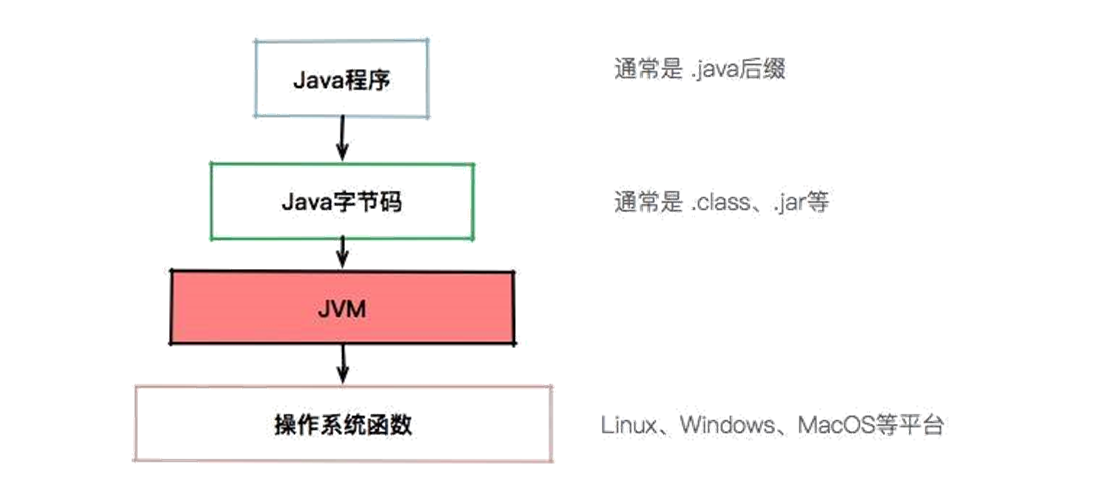 Java程序
通常是 .java后缀
Java字节码
通常是 .class、.jar等
JVM
操作系统函数
Linux、Windows、MacOS等平台